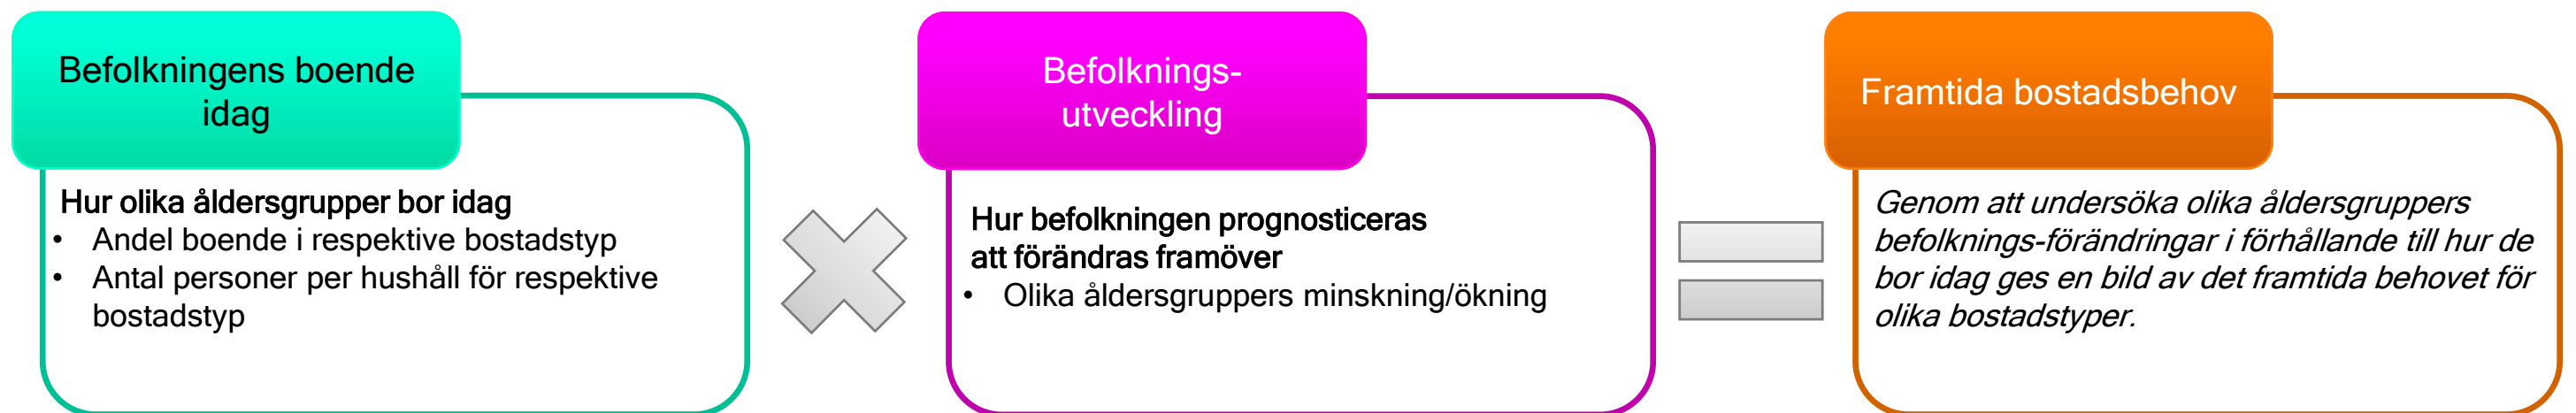 Befolkningens boende
idag
Hur olika åldersgrupper bor idag
• Andel boende i respektive bostadstyp
• Antal personer per hushåll för respektive
bostadstyp
Befolknings-
utveckling
Hur befolkningen prognosticeras
att förändras framöver
• Olika åldersgruppers minskning/ökning
Framtida bostadsbehov
Genom att undersöka olika åldersgruppers
befolknings-förändringar i förhållande till hur de
bor idag ges en bild av det framtida behovet för
olika bostadstyper.